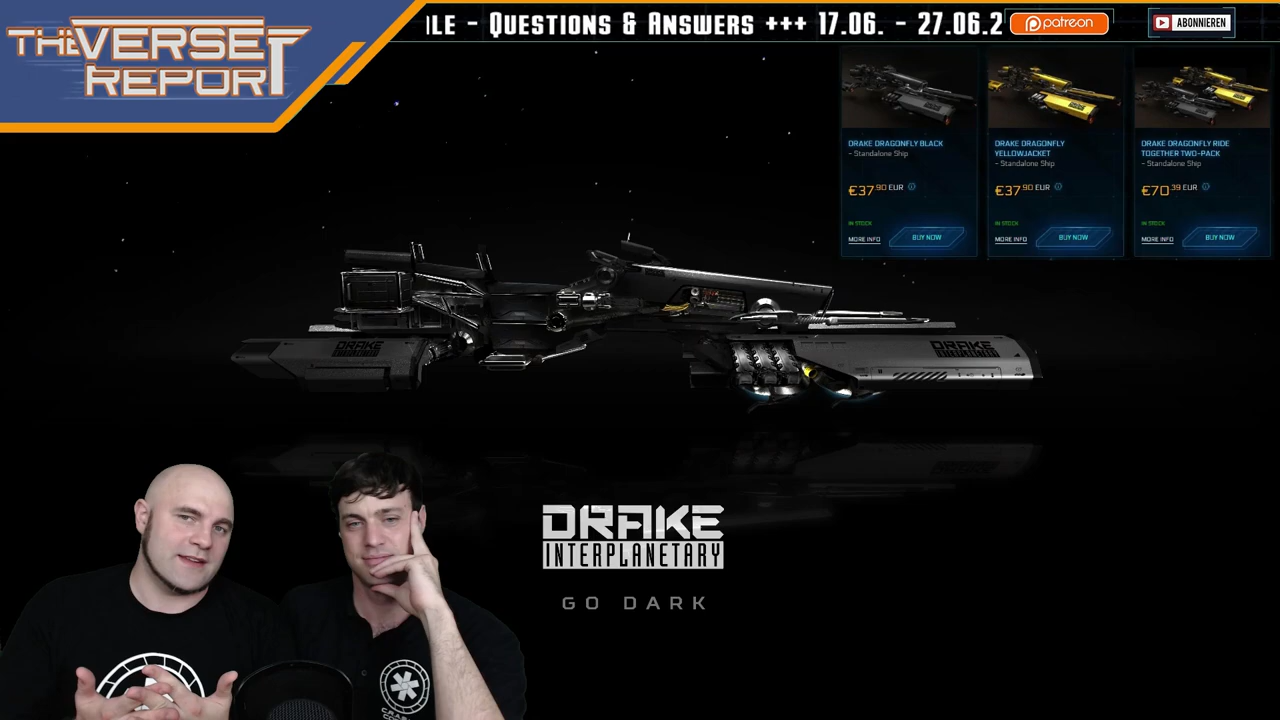 THE VERSE
REPORT
ILE - QUESTIONS & ANSWERS +++ 17.06. - 27.06.2
patreon
ABONNIEREN
DRAKE DRAGONFLY BLACK
- Standalone Ship
€37.90 EUR
IN STOCK
MORE INFO
BUY NOW
DRAKE DRAGONFLY
YELLOWJACKET
- Standalone Ship
€37.90 EUR
IN STOCK
MORE INFO
BUY NOW
DRAKE DRAGONFLY RIDE
TOGETHER TWO-PACK
- Standalone Ship
€70.39 EUR
IN STOCK
MORE INFO
BUY NOW
DRAKE
INTERPLANETARY
DRAKE
INTERPLANETARY
DRAKE
INTERPLANETARY
GO DARK